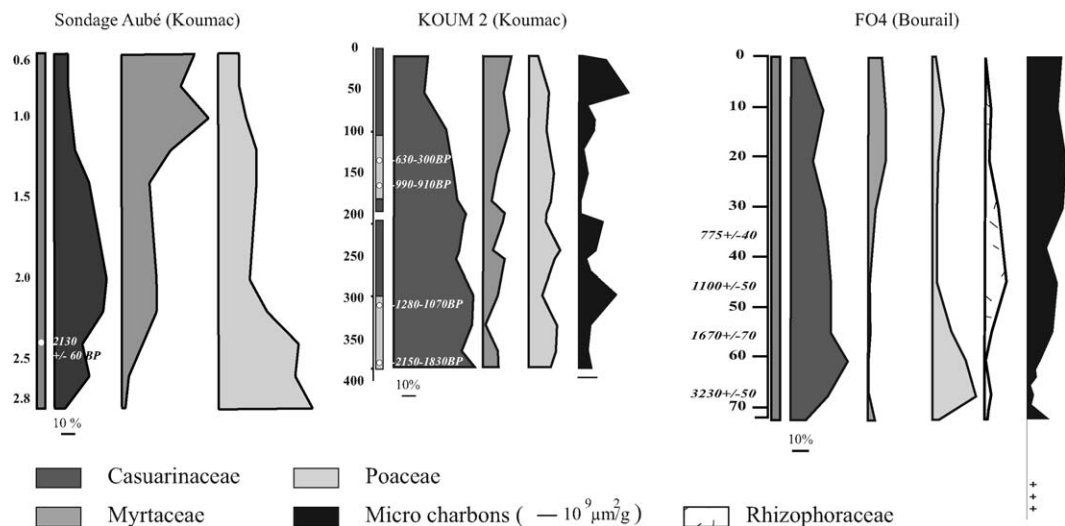 Sondage Aubé (Koumac)
KOUM 2 (Koumac)
FO4 (Bourail)
0.6
1.0
1.5
2.0
2.5
2.8
2130
+/- 60 BP
10 %
0
50
100
150
200
250
300
350
400
-630-300BP
-990-910BP
-1280-1070BP
-2150-1830BP
10%
0
10
20
30
40
50
60
70
775+/-40
1100+/-50
1670+/-70
3230+/-50
10%
+
+
+
Casuarinaceae
Poaceae
Myrtaceae
Micro charbons ( — 10⁹µm²/g)
Rhizophoraceae